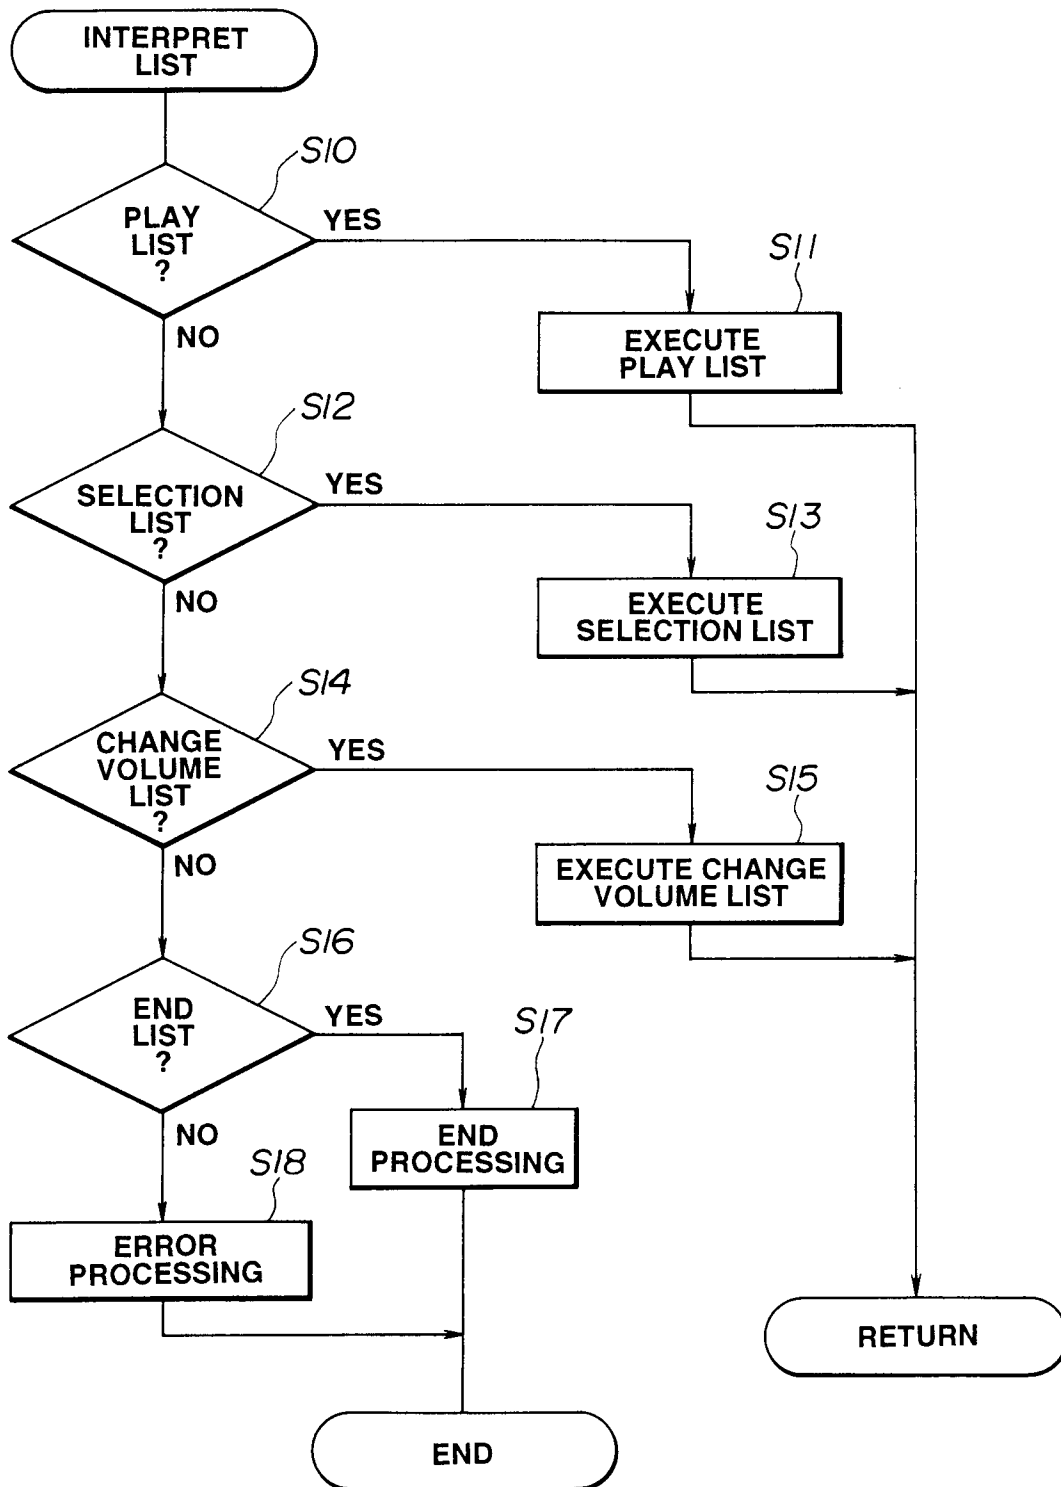 INTERPRET
LIST
S10
PLAY
LIST
?
YES
NO
S11
EXECUTE
PLAY LIST
S12
SELECTION
LIST
?
YES
NO
S13
EXECUTE
SELECTION LIST
S14
CHANGE
VOLUME
LIST
?
YES
NO
S15
EXECUTE CHANGE
VOLUME LIST
S16
END
LIST
?
YES
NO
S17
END
PROCESSING
S18
ERROR
PROCESSING
RETURN
END